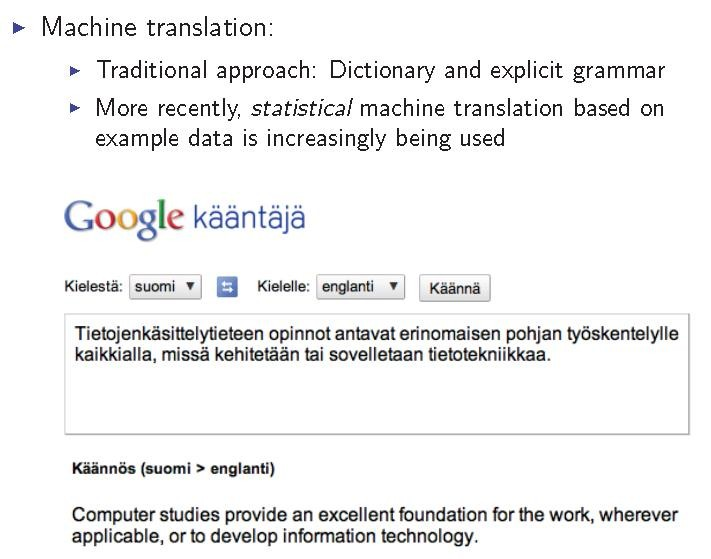 Machine translation:
Traditional approach: Dictionary and explicit grammar
More recently, statistical machine translation based on
example data is increasingly being used
Google kääntäjä
Kielestä: suomi Kielelle: englanti Käännä
Tietojenkäsittelytieteen opinnot antavat erinomaisen pohjan työskentelylle
kaikkialla, missä kehitetään tai sovelletaan tietotekniikkaa.
Käännös (suomi > englanti)
Computer studies provide an excellent foundation for the work, wherever
applicable, or to develop information technology.